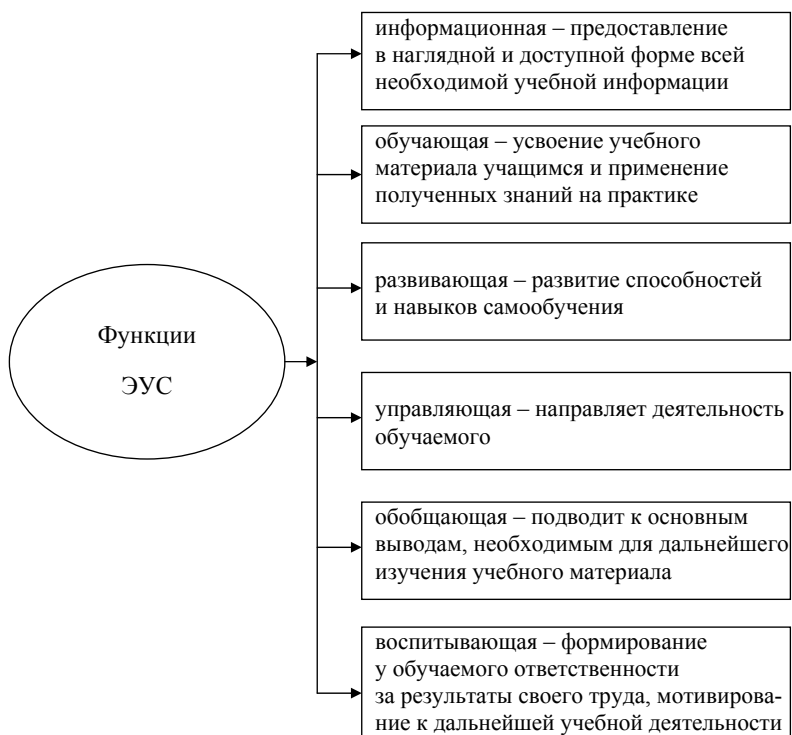 Функции
ЭУС
информационная – предоставление
в наглядной и доступной форме всей
необходимой учебной информации
обучающая – усвоение учебного
материала учащимся и применение
полученных знаний на практике
развивающая – развитие способностей
и навыков самообучения
управляющая – направляет деятельность
обучаемого
обобщающая – подводит к основным
выводам, необходимым для дальнейшего
изучения учебного материала
воспитывающая – формирование
у обучаемого ответственности
за результаты своего труда, мотивирова-
ние к дальнейшей учебной деятельности